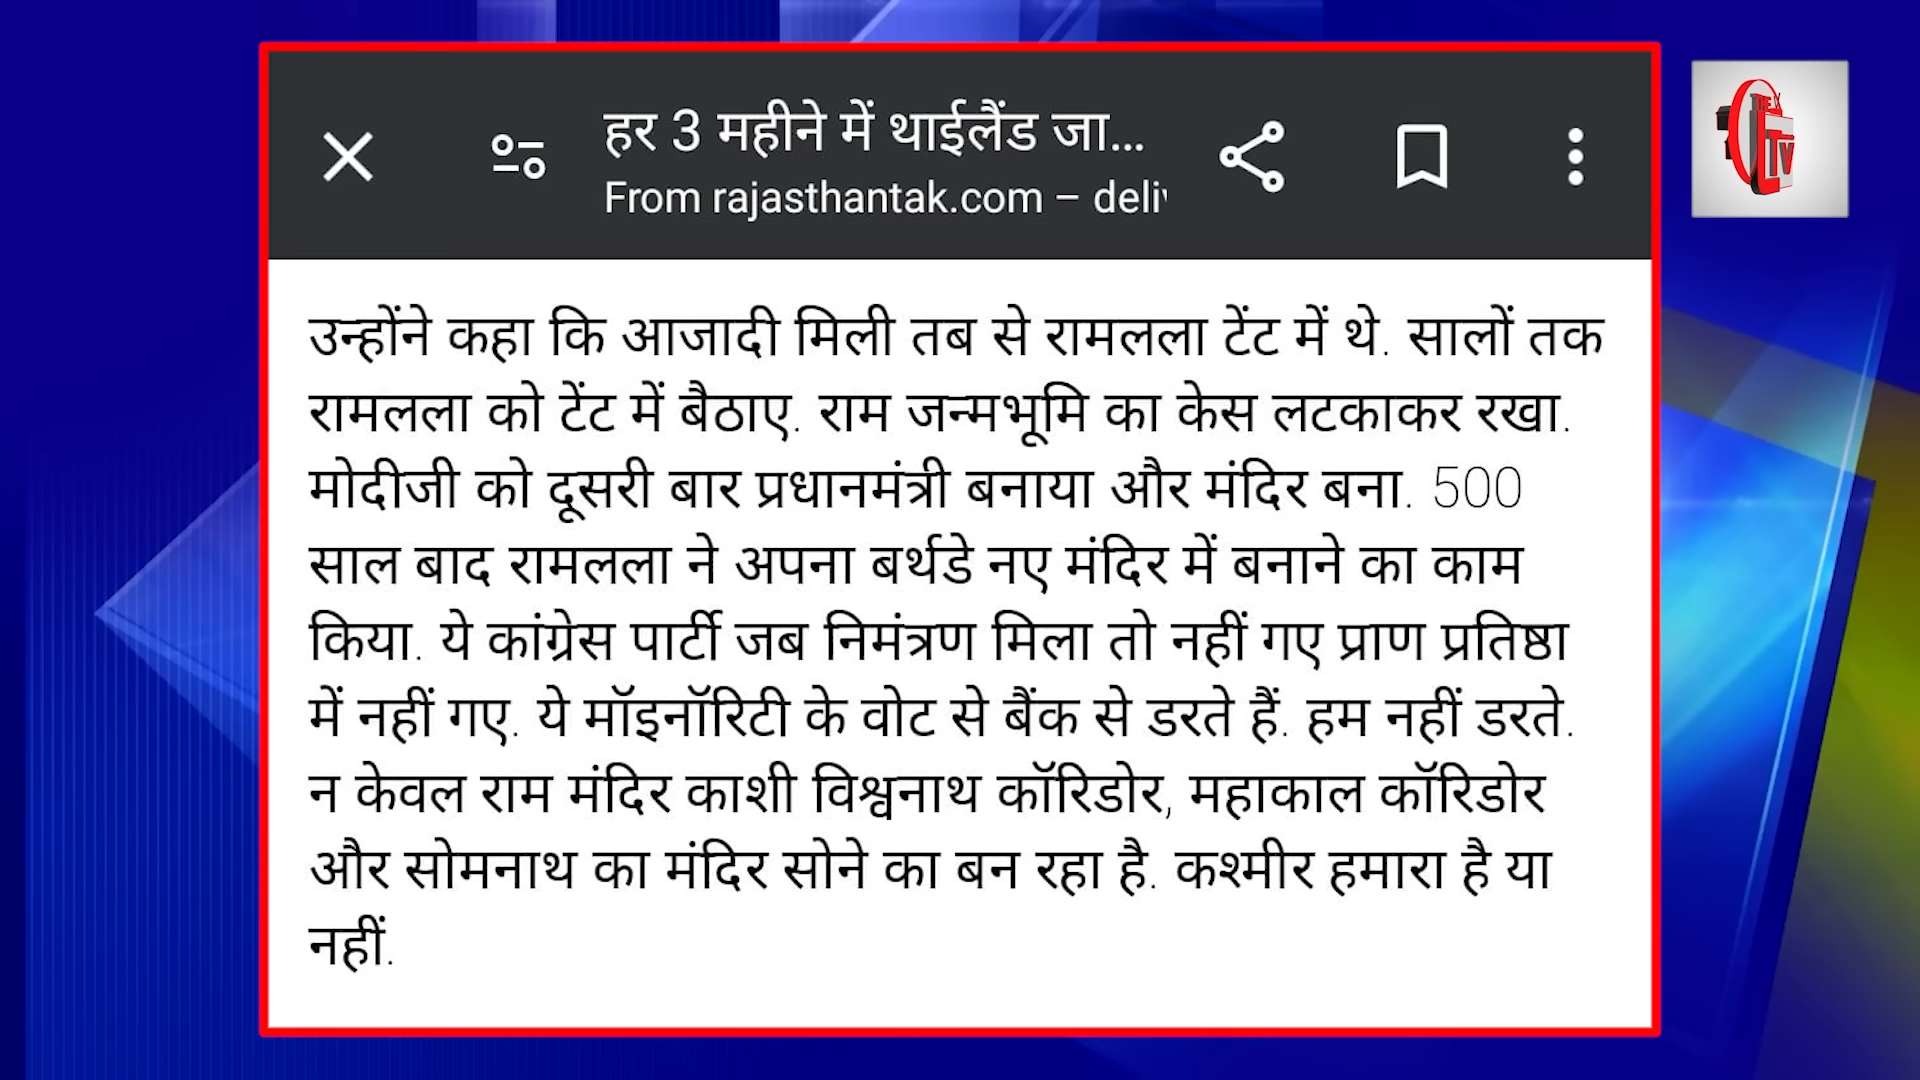 हर 3 महीने में थाईलैंड जा...
From rajasthantak.com – deliv
उन्होंने कहा कि आजादी मिली तब से रामलला टेंट में थे. सालों तक
रामलला को टेंट में बैठाए. राम जन्मभूमि का केस लटकाकर रखा.
मोदीजी को दूसरी बार प्रधानमंत्री बनाया और मंदिर बना. 500
साल बाद रामलला ने अपना बर्थडे नए मंदिर में बनाने का काम
किया. ये कांग्रेस पार्टी जब निमंत्रण मिला तो नहीं गए प्राण प्रतिष्ठा
में नहीं गए. ये मॉइनॉरिटी के वोट से बैंक से डरते हैं. हम नहीं डरते.
न केवल राम मंदिर काशी विश्वनाथ कॉरिडोर, महाकाल कॉरिडोर
और सोमनाथ का मंदिर सोने का बन रहा है. कश्मीर हमारा है या
नहीं.
TV